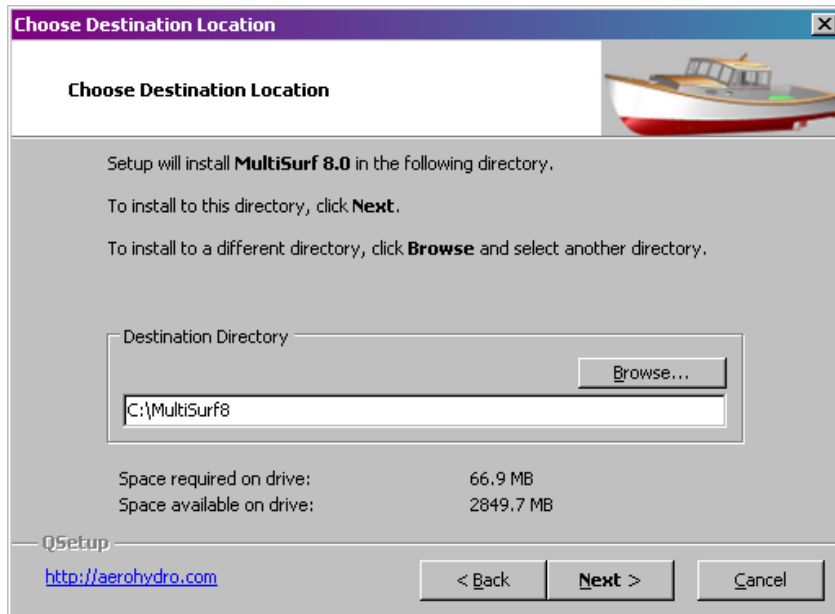 Choose Destination Location
Choose Destination Location
Setup will install MultiSurf 8.0 in the following directory.
To install to this directory, click Next.
To install to a different directory, click Browse and select another directory.
Destination Directory
Browse...
C:\MultiSurf8
Space required on drive: 66.9 MB
Space available on drive: 2849.7 MB
QSetup
http://aerohydro.com
< Back Next > Cancel